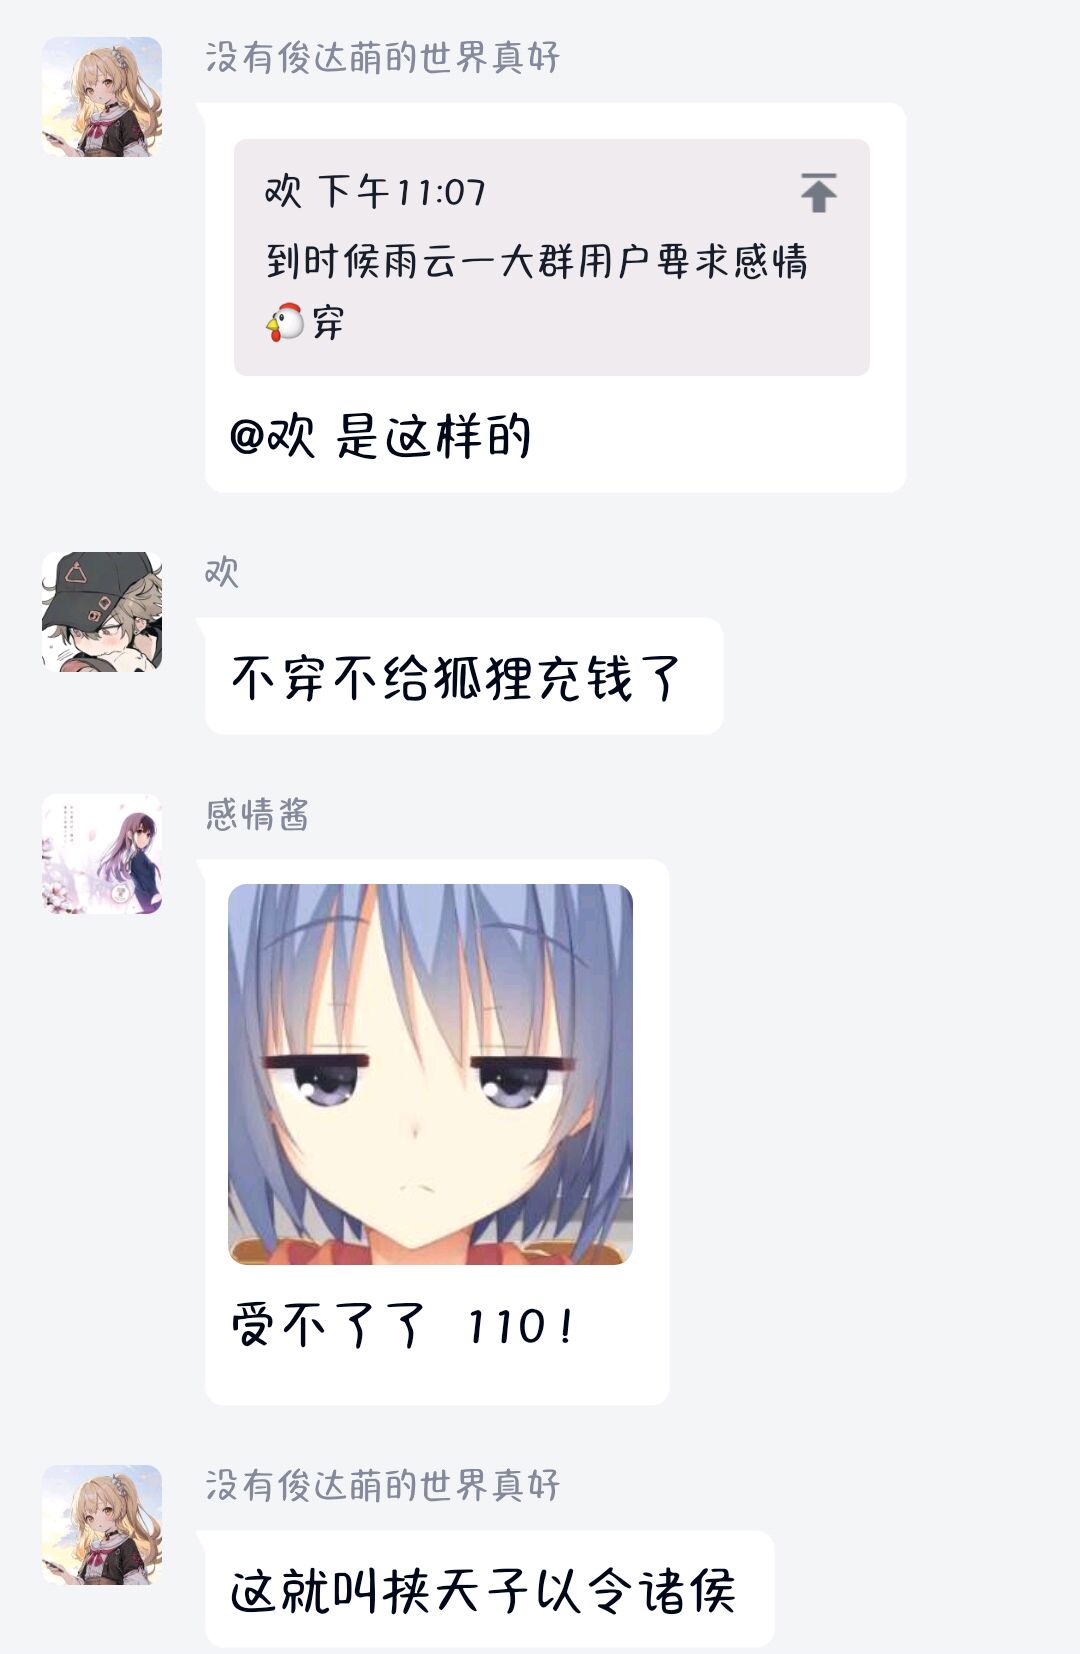 没有俊达萌的世界真好
欢 下午11:07
到时候雨云一大群用户要求感情
🐔穿
@欢 是这样的
欢
不穿不给狐狸充钱了
感情酱
受不了了 110！
没有俊达萌的世界真好
这就叫挟天子以令诸侯